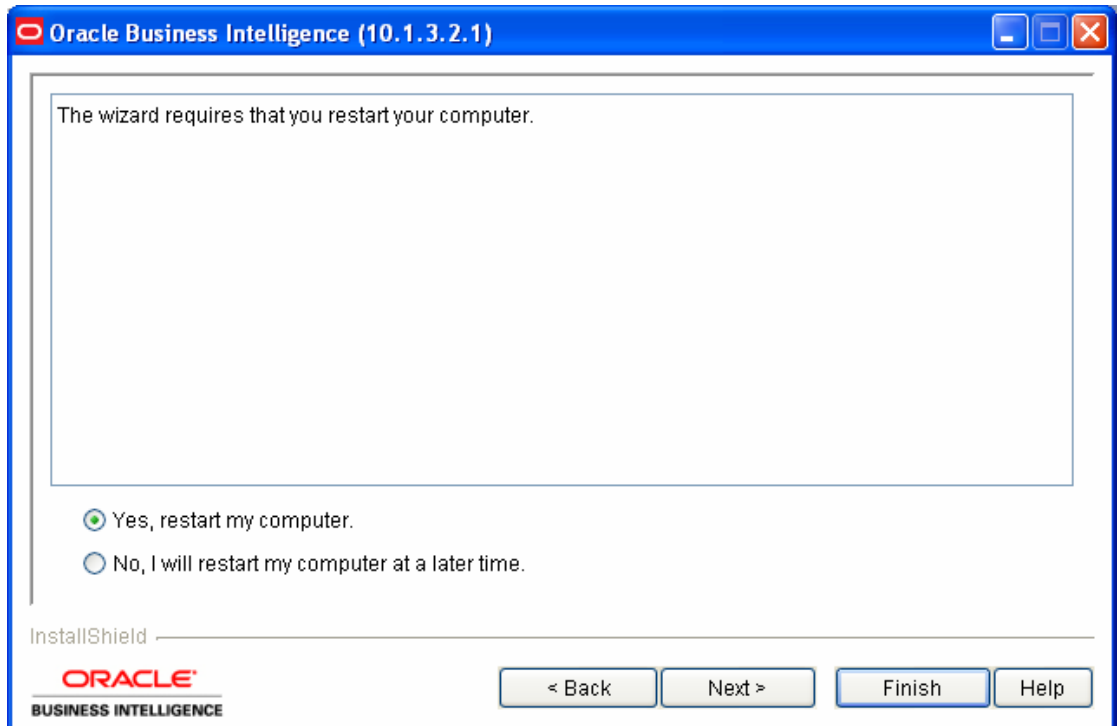 Oracle Business Intelligence (10.1.3.2.1)
The wizard requires that you restart your computer.
Yes, restart my computer.
No, I will restart my computer at a later time.
InstallShield
ORACLE
BUSINESS INTELLIGENCE
< Back
Next >
Finish
Help